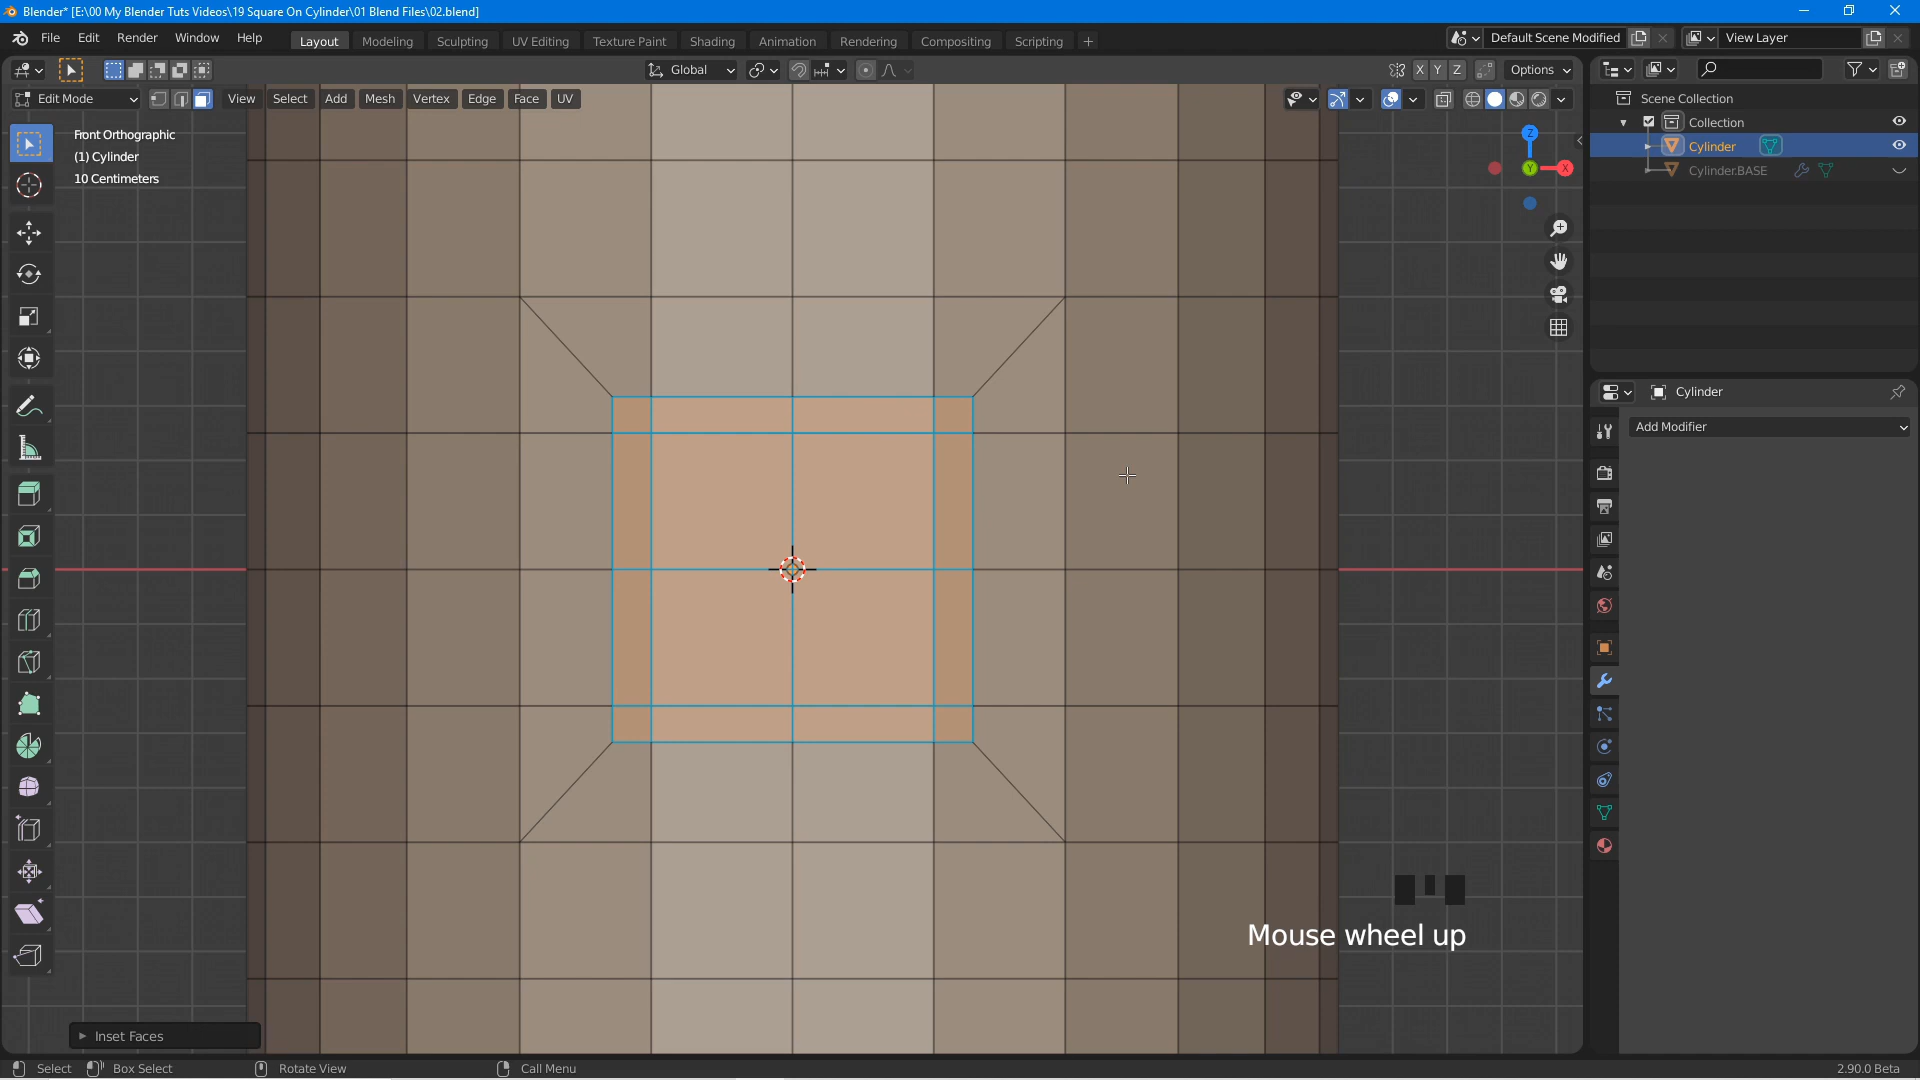 Blender* [E:\00 My Blender Tuts Videos\19 Square On Cylinder\01 Blend Files\02.blend]
File Edit Render Window Help Layout Modeling Sculpting UV Editing Texture Paint Shading Animation Rendering Compositing Scripting + Default Scene Modified View Layer
Global X Y Z Options
Edit Mode View Select Add Mesh Vertex Edge Face UV
Scene Collection
Collection
Cylinder
Cylinder.BASE
Front Orthographic
(1) Cylinder
10 Centimeters
Z
Y
X
Cylinder
Add Modifier
Mouse wheel up
Inset Faces
Select Box Select Rotate View Call Menu 2.90.0 Beta